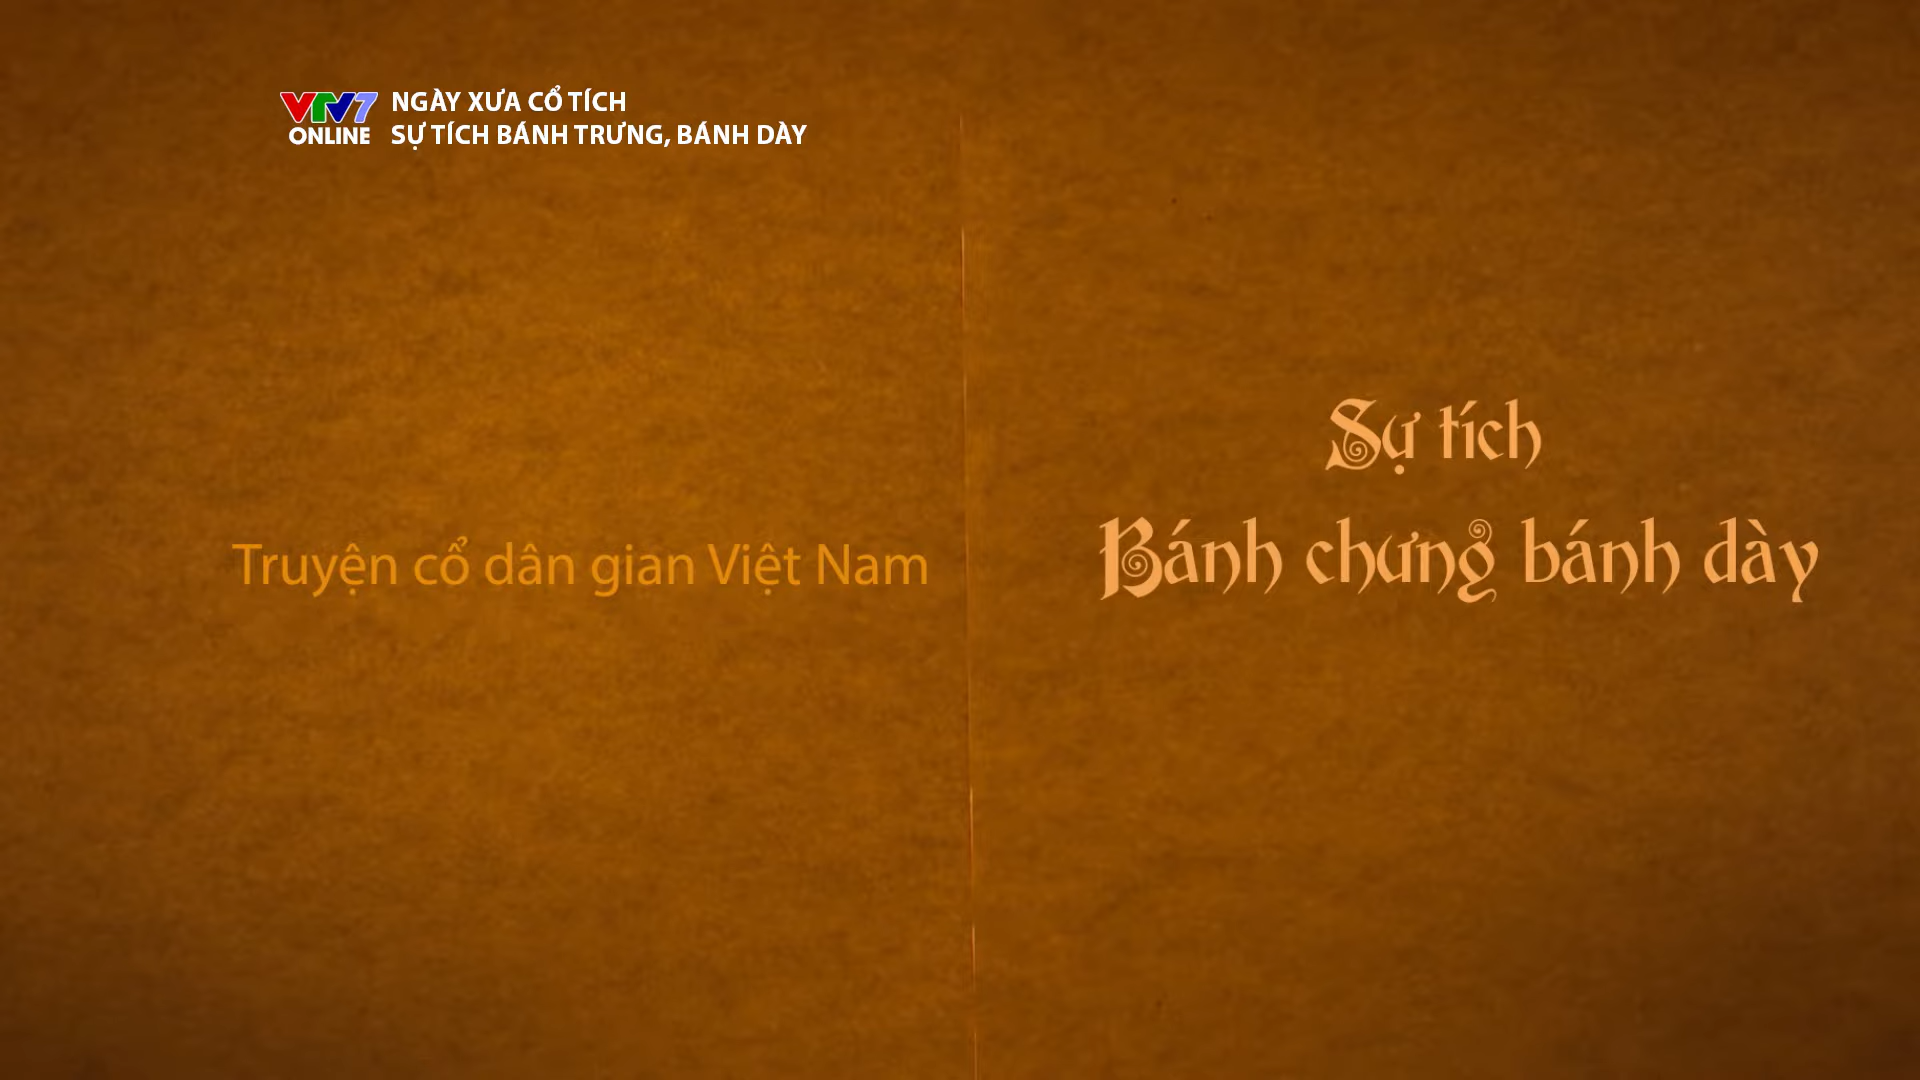 VTV7
ONLINE
NGÀY XƯA CỔ TÍCH
SỰ TÍCH BÁNH TRƯNG, BÁNH DÀY
Truyện cổ dân gian Việt Nam
Sự tích
Bánh chưng bánh dày